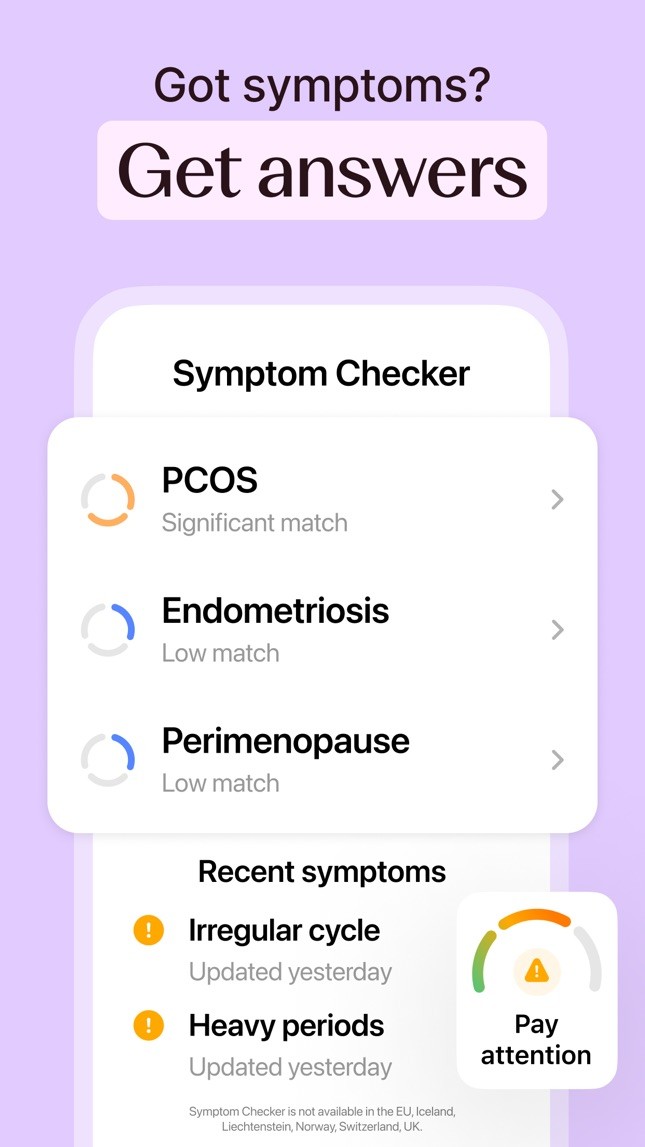 Got symptoms?
Get answers
Symptom Checker
PCOS
Significant match
Endometriosis
Low match
Perimenopause
Low match
Recent symptoms
Irregular cycle
Updated yesterday
Heavy periods
Updated yesterday
Pay
attention
Symptom Checker is not available in the EU, Iceland,
Liechtenstein, Norway, Switzerland, UK.